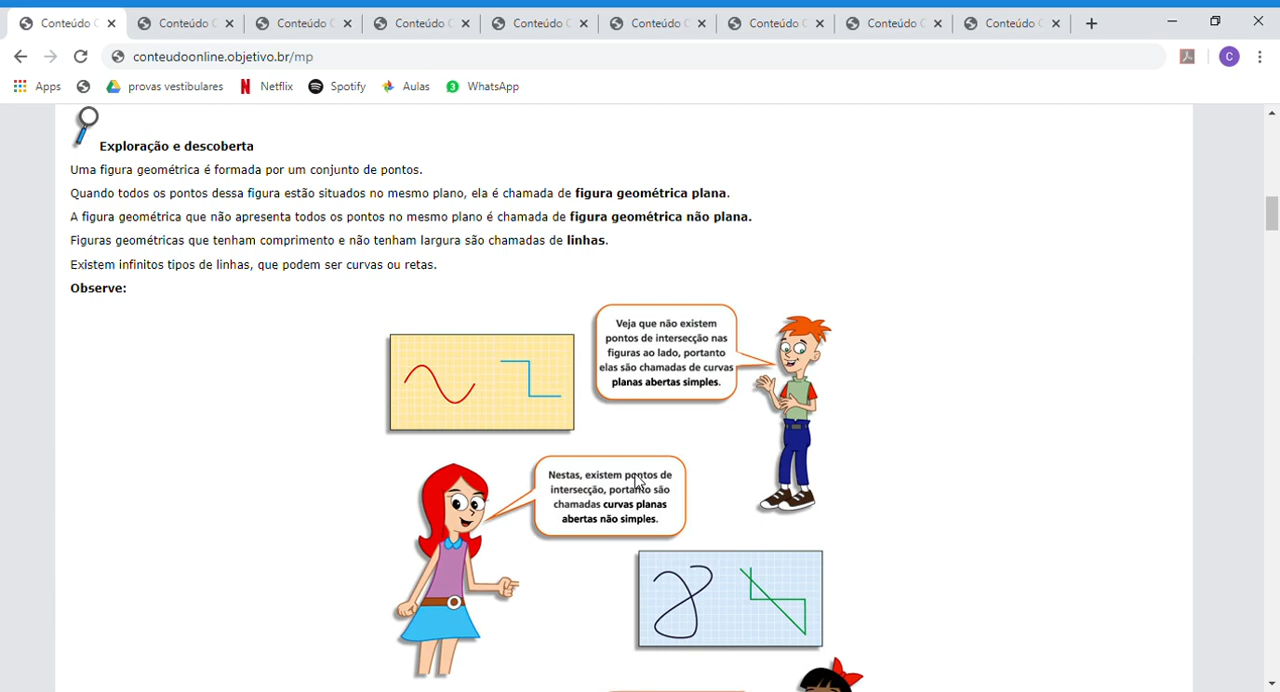 Conteúdo C Conteúdo C Conteúdo C Conteúdo C Conteúdo C Conteúdo C Conteúdo C Conteúdo C Conteúdo C
conteudoonline.objetivo.br/mp C
Apps provas vestibulares Netflix Spotify Aulas 3 WhatsApp
Exploração e descoberta
Uma figura geométrica é formada por um conjunto de pontos.
Quando todos os pontos dessa figura estão situados no mesmo plano, ela é chamada de figura geométrica plana.
A figura geométrica que não apresenta todos os pontos no mesmo plano é chamada de figura geométrica não plana.
Figuras geométricas que tenham comprimento e não tenham largura são chamadas de linhas.
Existem infinitos tipos de linhas, que podem ser curvas ou retas.
Observe:
Veja que não existem
pontos de intersecção nas
figuras ao lado, portanto
elas são chamadas de curvas
planas abertas simples.
Nestas, existem pontos de
intersecção, portanto são
chamadas curvas planas
abertas não simples.